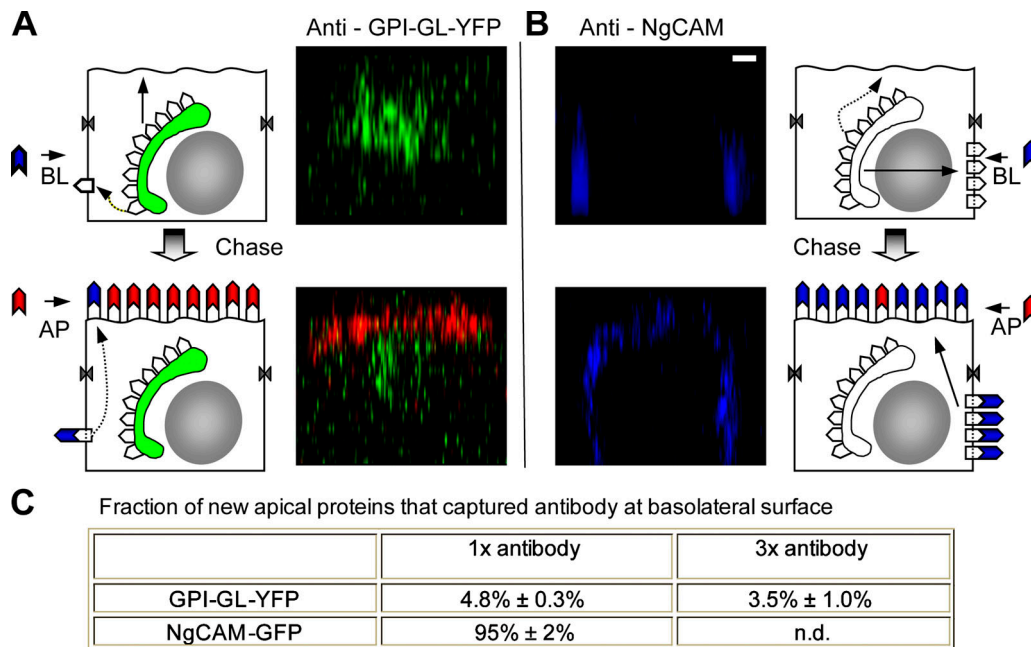 A
Anti - GPI-GL-YFP
B
Anti - NgCAM
BL
BL
Chase
Chase
AP
AP
C
Fraction of new apical proteins that captured antibody at basolateral surface
1x antibody 3x antibody
GPI-GL-YFP 4.8% ± 0.3% 3.5% ± 1.0%
NgCAM-GFP 95% ± 2% n.d.